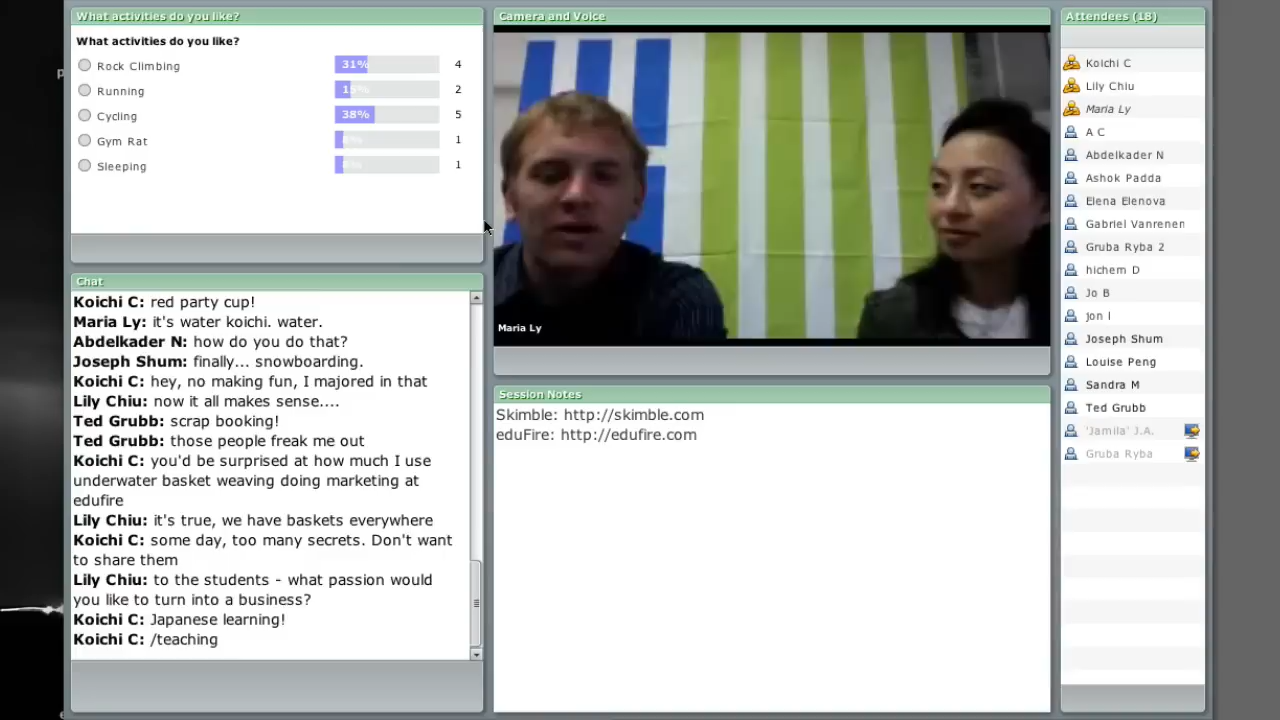 What activities do you like?
What activities do you like?
Rock Climbing 31% 4
Running 15% 2
Cycling 38% 5
Gym Rat 8% 1
Sleeping 8% 1
Chat
Koichi C: red party cup!
Maria Ly: it's water koichi. water.
Abdelkader N: how do you do that?
Joseph Shum: finally... snowboarding.
Koichi C: hey, no making fun, I majored in that
Lily Chiu: now it all makes sense....
Ted Grubb: scrap booking!
Ted Grubb: those people freak me out
Koichi C: you'd be surprised at how much I use
underwater basket weaving doing marketing at
edufire
Lily Chiu: it's true, we have baskets everywhere
Koichi C: some day, too many secrets. Don't want
to share them
Lily Chiu: to the students - what passion would
you like to turn into a business?
Koichi C: Japanese learning!
Koichi C: /teaching
Camera and Voice
Maria Ly
Session Notes
Skimble: http://skimble.com
eduFire: http://edufire.com
Attendees (18)
Koichi C
Lily Chiu
Maria Ly
A C
Abdelkader N
Ashok Padda
Elena Elenova
Gabriel Vanrenen
Gruba Ryba 2
hichem D
Jo B
Joseph Shum
Louise Peng
Sandra M
Ted Grubb
'Jamila' J.A.
Gruba Ryba